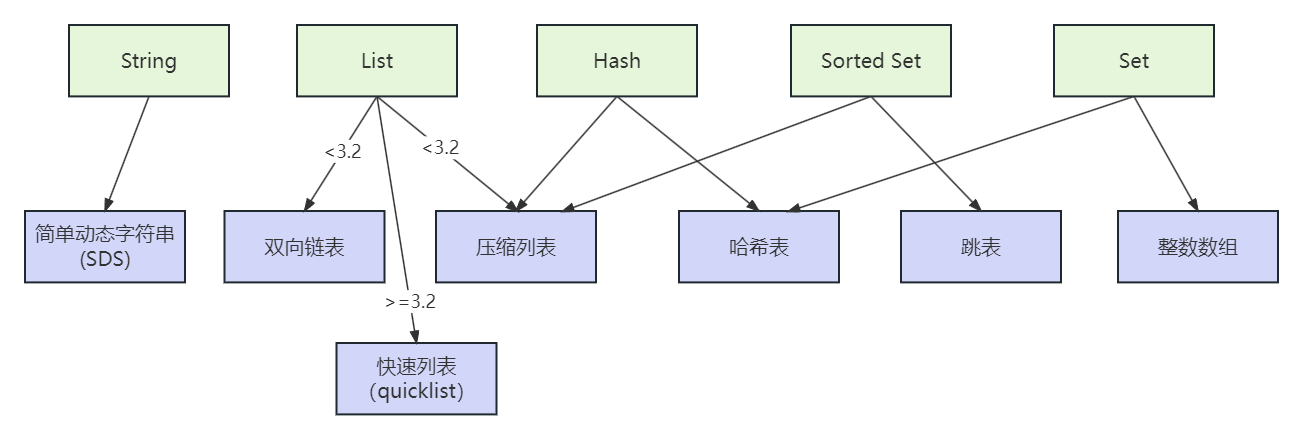 String
List
Hash
Sorted Set
Set
<3.2
<3.2
简单动态字符串
(SDS)
双向链表
压缩列表
哈希表
跳表
整数数组
>=3.2
快速列表
（quicklist）